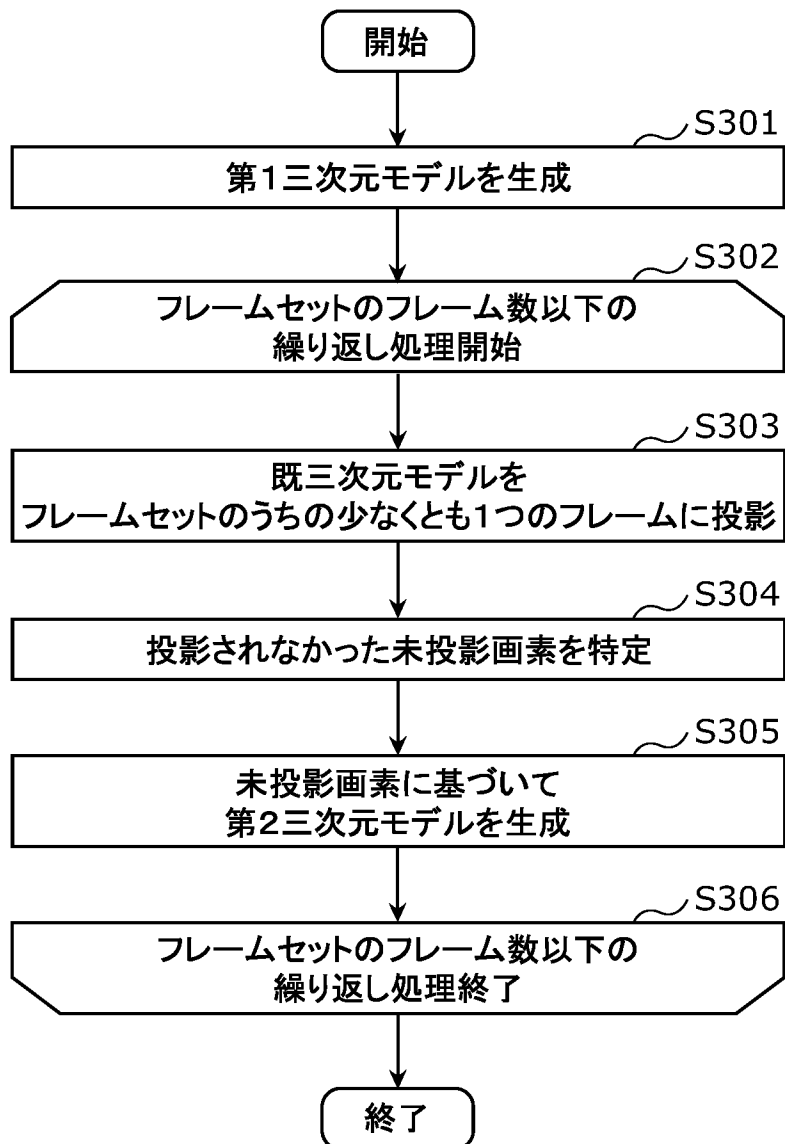 開始
S301
第1三次元モデルを生成
S302
フレームセットのフレーム数以下の
繰り返し処理開始
S303
既三次元モデルを
フレームセットのうちの少なくとも1つのフレームに投影
S304
投影されなかった未投影画素を特定
S305
未投影画素に基づいて
第2三次元モデルを生成
S306
フレームセットのフレーム数以下の
繰り返し処理終了
終了